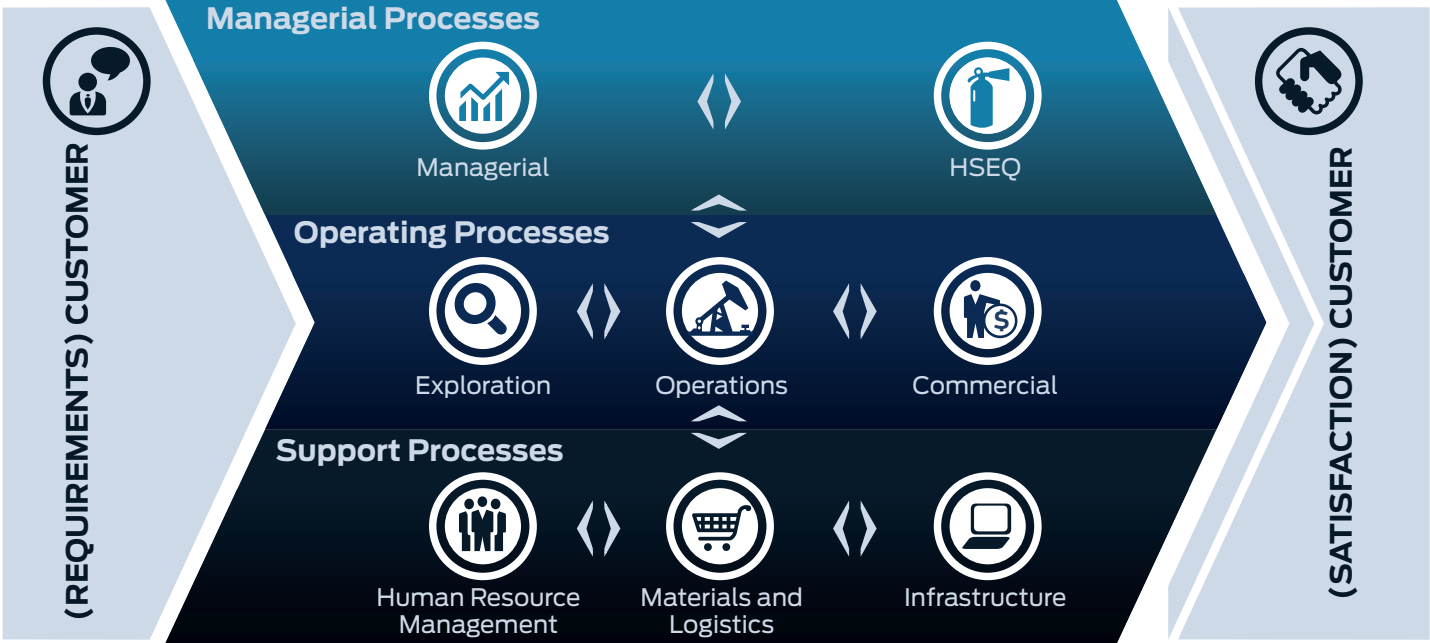 (REQUIREMENTS) CUSTOMER
Managerial Processes
Managerial
HSEQ
Operating Processes
Exploration
Operations
$
Commercial
Support Processes
Human Resource
Management
Materials and
Logistics
Infrastructure
(SATISFACTION) CUSTOMER